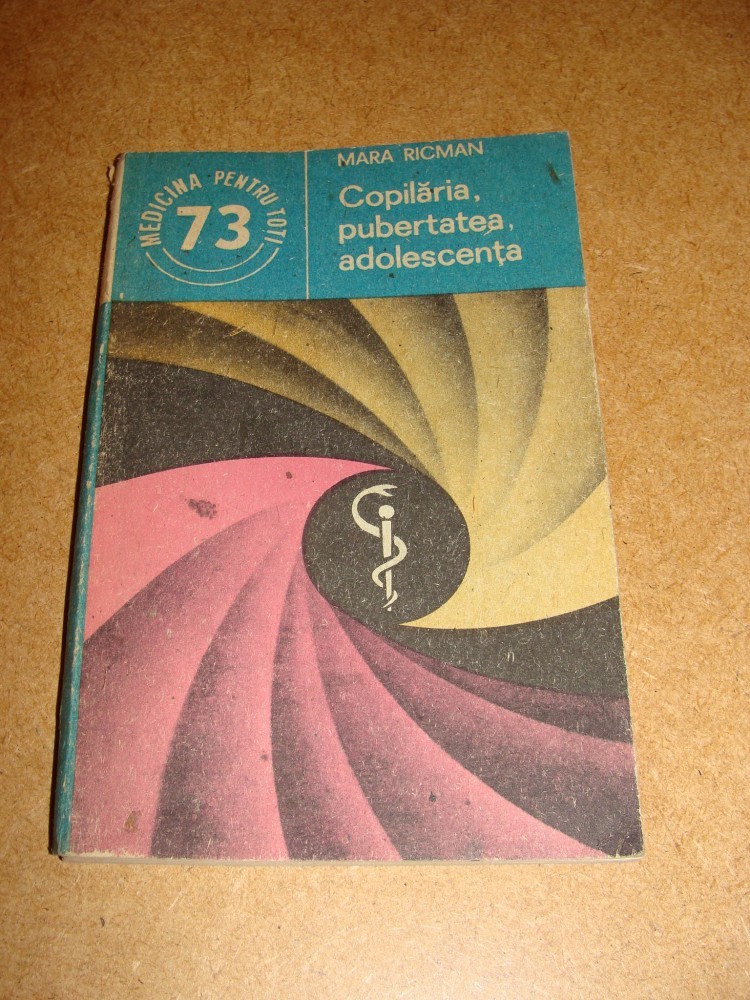 MEDICINA PENTRU TOȚI
73
MARA RICMAN
Copilăria,
pubertatea,
adolescența